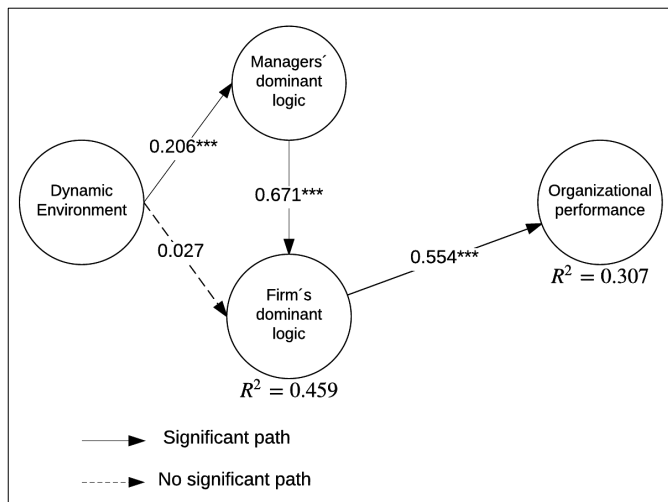 Managers´
dominant
logic
0.206***
Dynamic
Environment
0.671***
Organizational
performance
0.027
0.554***
R² = 0.307
Firm´s
dominant
logic
R² = 0.459
Significant path
No significant path